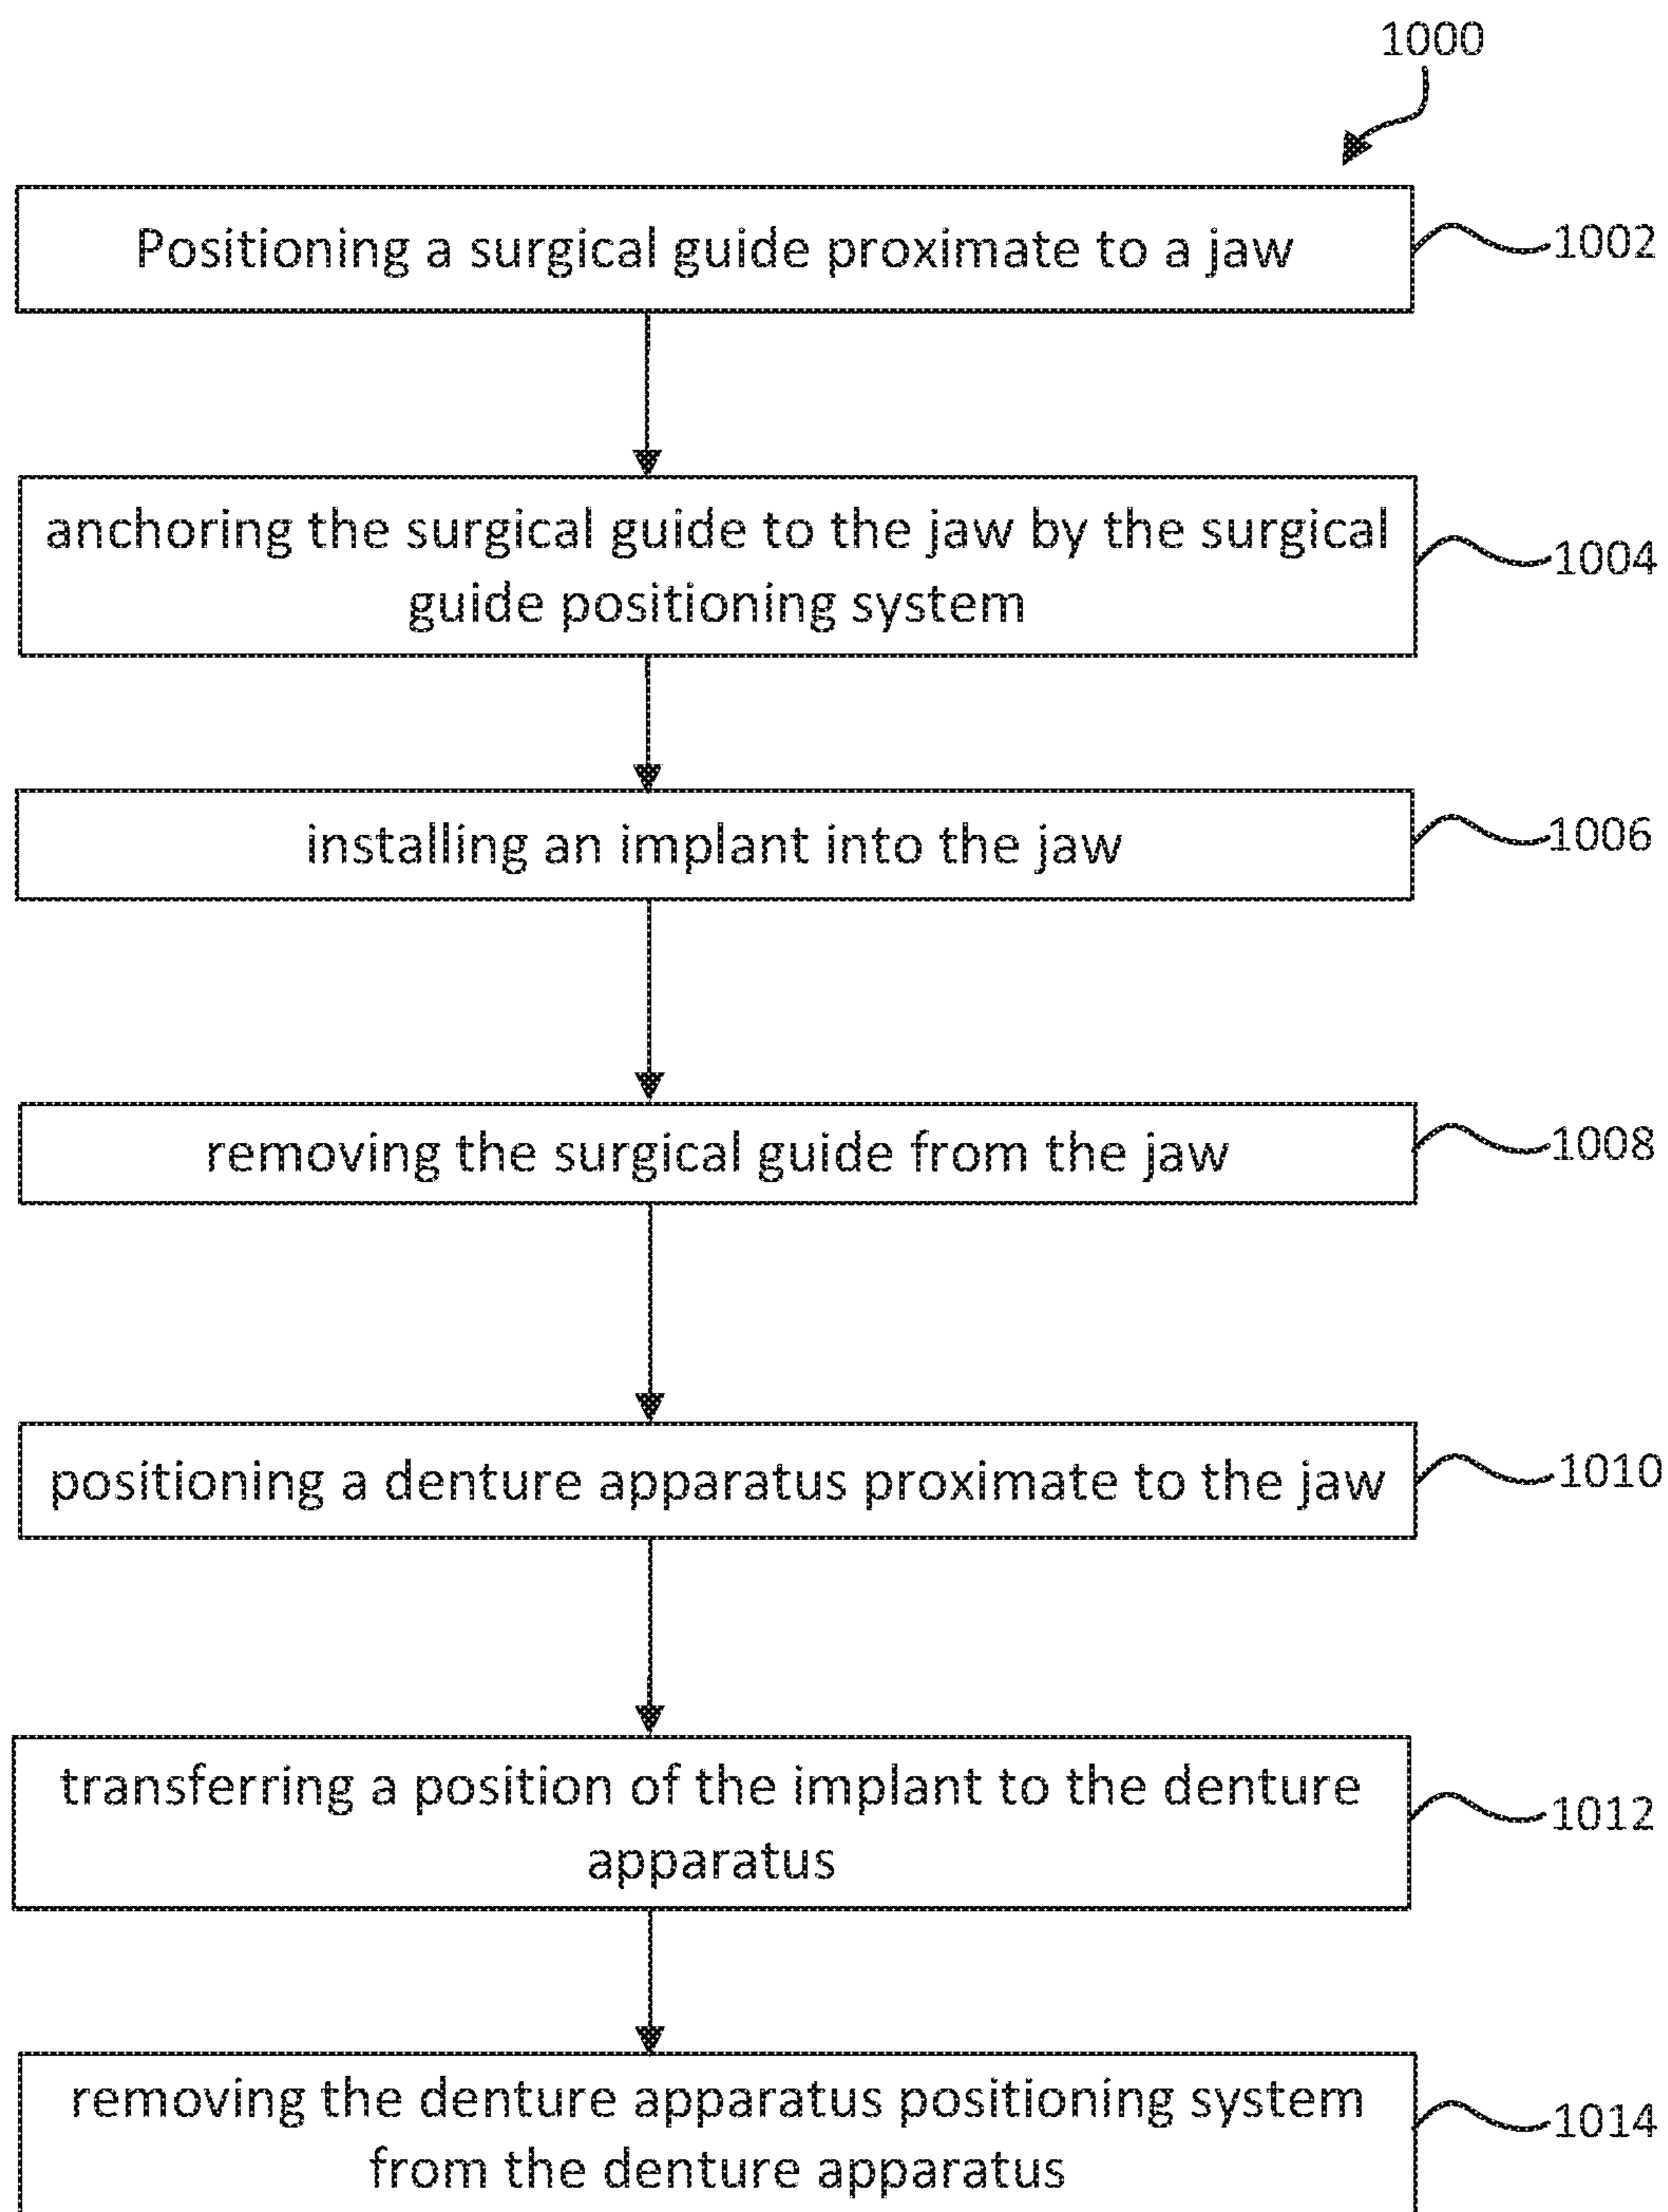 1000
Positioning a surgical guide proximate to a jaw
1002
anchoring the surgical guide to the jaw by the surgical
guide positioning system
1004
installing an implant into the jaw
1006
removing the surgical guide from the jaw
1008
positioning a denture apparatus proximate to the jaw
1010
transferring a position of the implant to the denture
apparatus
1012
removing the denture apparatus positioning system
from the denture apparatus
1014